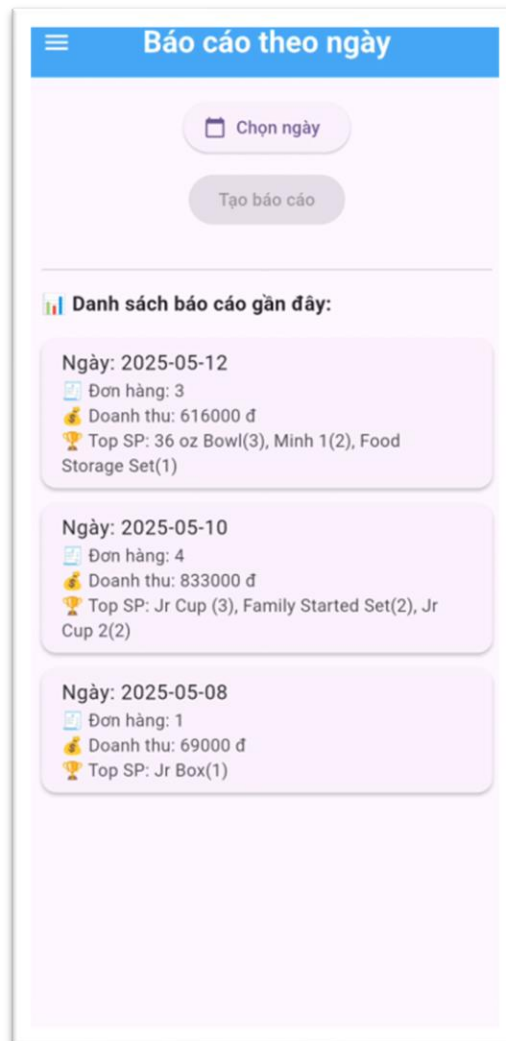 Báo cáo theo ngày
Chọn ngày
Tạo báo cáo
📊 Danh sách báo cáo gần đây:
Ngày: 2025-05-12
🧾 Đơn hàng: 3
💰 Doanh thu: 616000 đ
🏆 Top SP: 36 oz Bowl(3), Minh 1(2), Food
Storage Set(1)
Ngày: 2025-05-10
🧾 Đơn hàng: 4
💰 Doanh thu: 833000 đ
🏆 Top SP: Jr Cup (3), Family Started Set(2), Jr
Cup 2(2)
Ngày: 2025-05-08
🧾 Đơn hàng: 1
💰 Doanh thu: 69000 đ
🏆 Top SP: Jr Box(1)